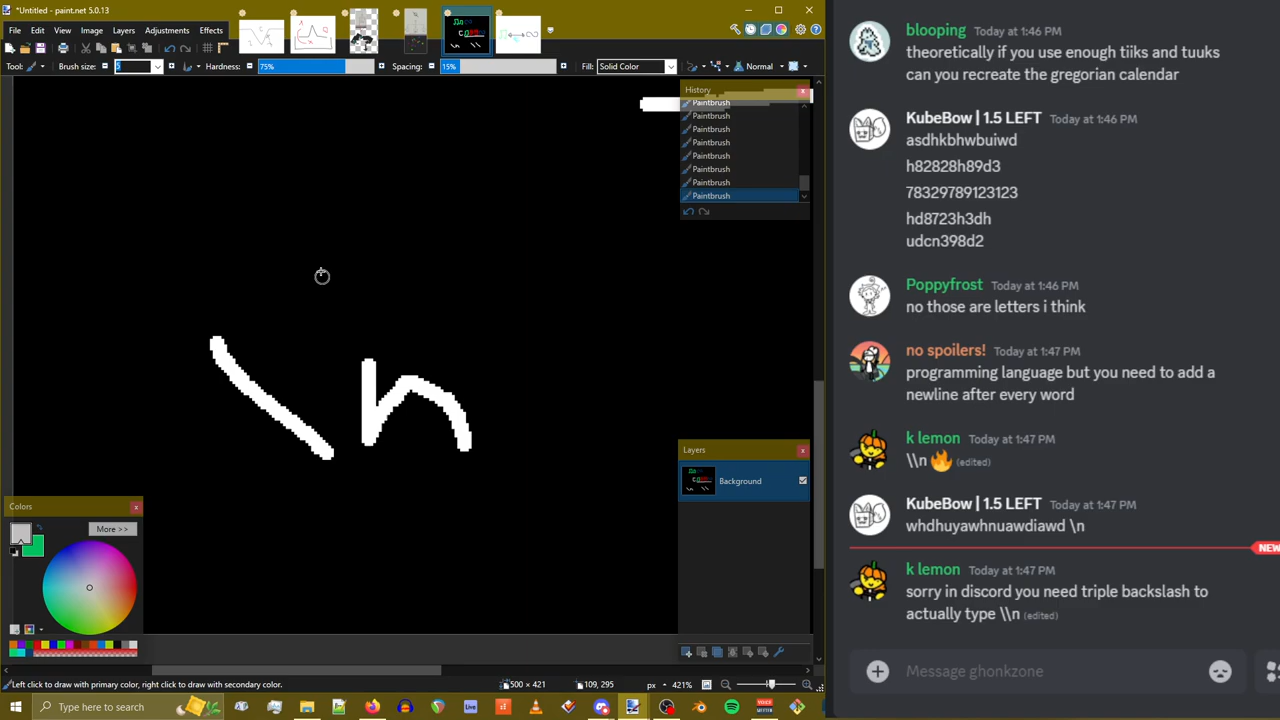 *Untitled - paint.net 5.0.13
File Edit View Image Layers Adjustments Effects
Tool: Brush size: 5 Hardness: 75% Spacing: 15% Fill: Solid Color Normal
History
Paintbrush
Paintbrush
Paintbrush
Paintbrush
Paintbrush
Paintbrush
Paintbrush
Paintbrush
\n
Layers
Background
Colors
More >>
Left click to draw with primary color, right click to draw with secondary color.
500 × 421
109, 295
px
421%
Type here to search
Live
blooping Today at 1:46 PM
theoretically if you use enough tiiks and tuuks
can you recreate the gregorian calendar
KubeBow | 1.5 LEFT Today at 1:46 PM
asdhkbhwbuiwd
h82828h89d3
78329789123123
hd8723h3dh
udcn398d2
Poppyfrost Today at 1:46 PM
no those are letters i think
no spoilers! Today at 1:47 PM
programming language but you need to add a
newline after every word
k lemon Today at 1:47 PM
\\n🔥 (edited)
KubeBow | 1.5 LEFT Today at 1:47 PM
whdhuyawhnuawdiawd \n
NEW
k lemon Today at 1:47 PM
sorry in discord you need triple backslash to
actually type \\n (edited)
Message ghonkzone